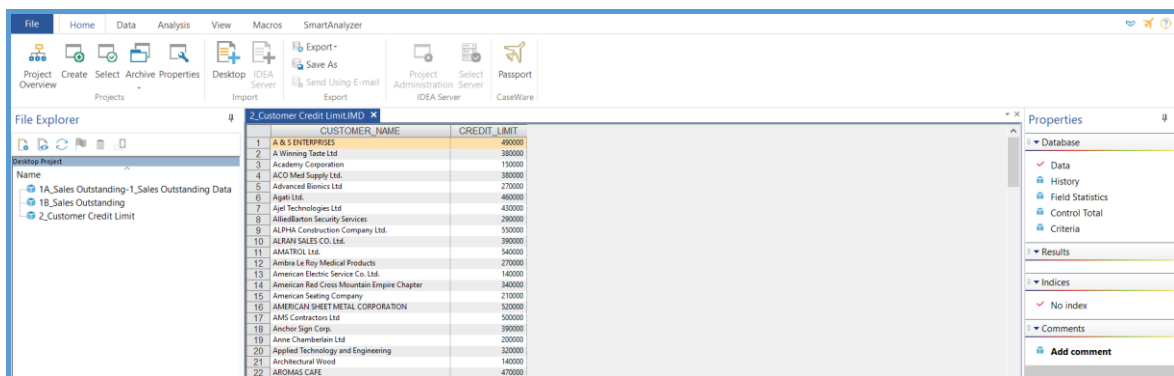 File Home Data Analysis View Macros SmartAnalyzer
Project Overview Create Select Archive Properties Desktop IDEA Server Export Save As Send Using E-mail Project Administration Select Server Passport
Projects Import Export IDEA Server CaseWare
File Explorer
Desktop Project
Name
1A_Sales Outstanding-1_Sales Outstanding Data
1B_Sales Outstanding
2_Customer Credit Limit
2_Customer Credit Limit.IMD
CUSTOMER_NAME CREDIT_LIMIT
1 A & S ENTERPRISES 490000
2 A Winning Taste Ltd 380000
3 Academy Corporation 150000
4 ACO Med Supply Ltd. 380000
5 Advanced Bionics Ltd 270000
6 Agati Ltd. 460000
7 Ajel Technologies Ltd 430000
8 AlliedBarton Security Services 290000
9 ALPHA Construction Company Ltd. 550000
10 ALRAN SALES CO. Ltd. 390000
11 AMATROL Ltd. 540000
12 Ambra Le Roy Medical Products 270000
13 American Electric Service Co. Ltd. 140000
14 American Red Cross Mountain Empire Chapter 340000
15 American Seating Company 210000
16 AMERICAN SHEET METAL CORPORATION 520000
17 AMS Contractors Ltd 500000
18 Anchor Sign Corp. 390000
19 Anne Chamberlain Ltd 200000
20 Applied Technology and Engineering 320000
21 Architectural Wood 140000
22 AROMAS CAFE 470000
Properties
Database
Data
History
Field Statistics
Control Total
Criteria
Results
Indices
No index
Comments
Add comment